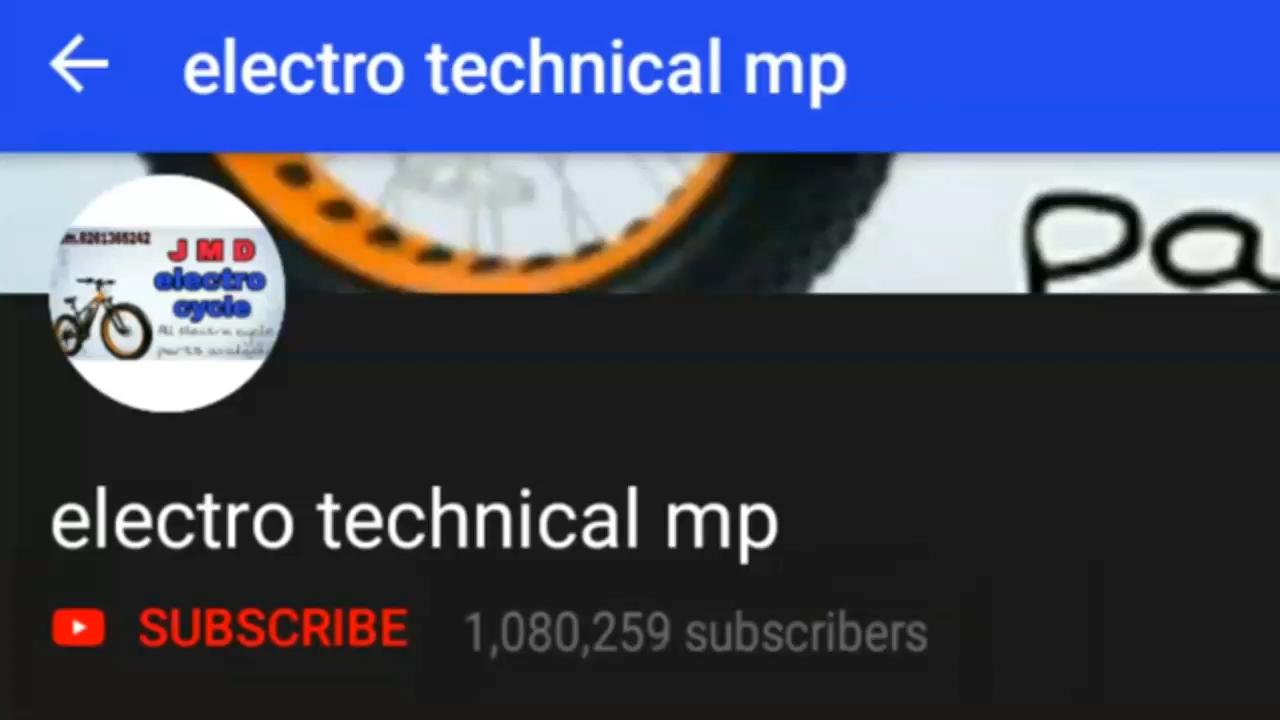 electro technical mp
Pa
J M D
electro
cycle
electro technical mp
SUBSCRIBE 1,080,259 subscribers